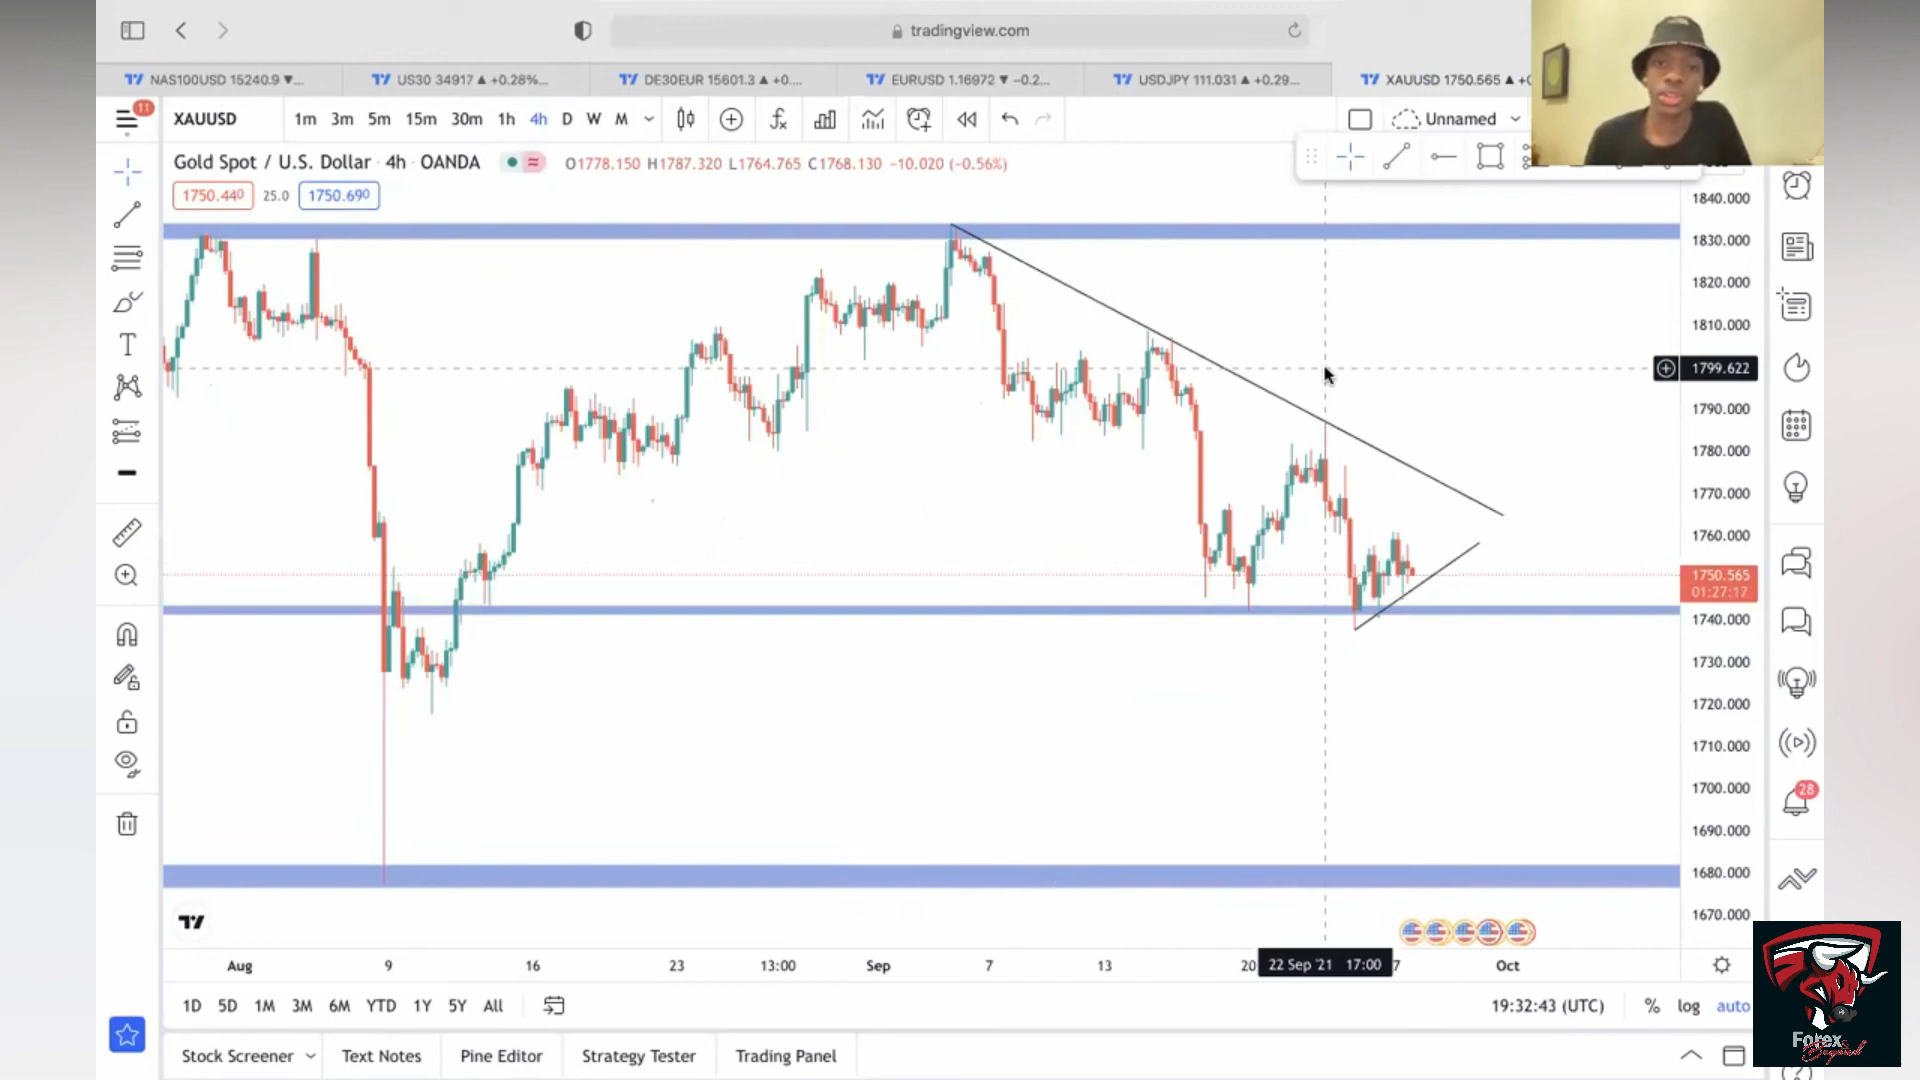 tradingview.com
NAS100USD 15240.9 ▼...
US30 34917 ▲ +0.28%...
DE30EUR 15601.3 ▲ +0....
EURUSD 1.16972 ▼ −0.2...
USDJPY 111.031 ▲ +0.29...
XAUUSD 1750.565 ▲ +0
11
XAUUSD
1m 3m 5m 15m 30m 1h 4h D W M
Unnamed
Gold Spot / U.S. Dollar · 4h · OANDA
O1778.150 H1787.320 L1764.765 C1768.130 −10.020 (−0.56%)
1750.440 25.0 1750.690
1840.000
1830.000
1820.000
1810.000
1799.622
1790.000
1780.000
1770.000
1760.000
1750.565
01:27:17
1740.000
1730.000
1720.000
1710.000
1700.000
1690.000
1680.000
1670.000
28
Aug 9 16 23 13:00 Sep 7 13 20 22 Sep '21 17:00 7 Oct
1D 5D 1M 3M 6M YTD 1Y 5Y All
19:32:43 (UTC) % log auto
Stock Screener Text Notes Pine Editor Strategy Tester Trading Panel
Forex&
Beyond